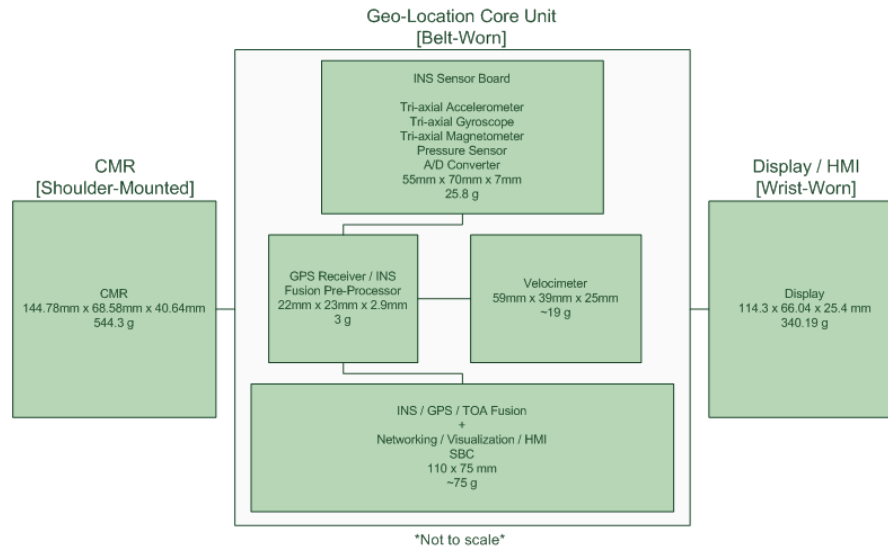 Geo-Location Core Unit
[Belt-Worn]
INS Sensor Board
Tri-axial Accelerometer
Tri-axial Gyroscope
Tri-axial Magnetometer
Pressure Sensor
A/D Converter
55mm x 70mm x 7mm
25.8 g
CMR
[Shoulder-Mounted]
CMR
144.78mm x 68.58mm x 40.64mm
544.3 g
GPS Receiver / INS
Fusion Pre-Processor
22mm x 23mm x 2.9mm
3 g
Velocimeter
59mm x 39mm x 25mm
~19 g
Display / HMI
[Wrist-Worn]
Display
114.3 x 66.04 x 25.4 mm
340.19 g
INS / GPS / TOA Fusion
+
Networking / Visualization / HMI
SBC
110 x 75 mm
~75 g
*Not to scale*